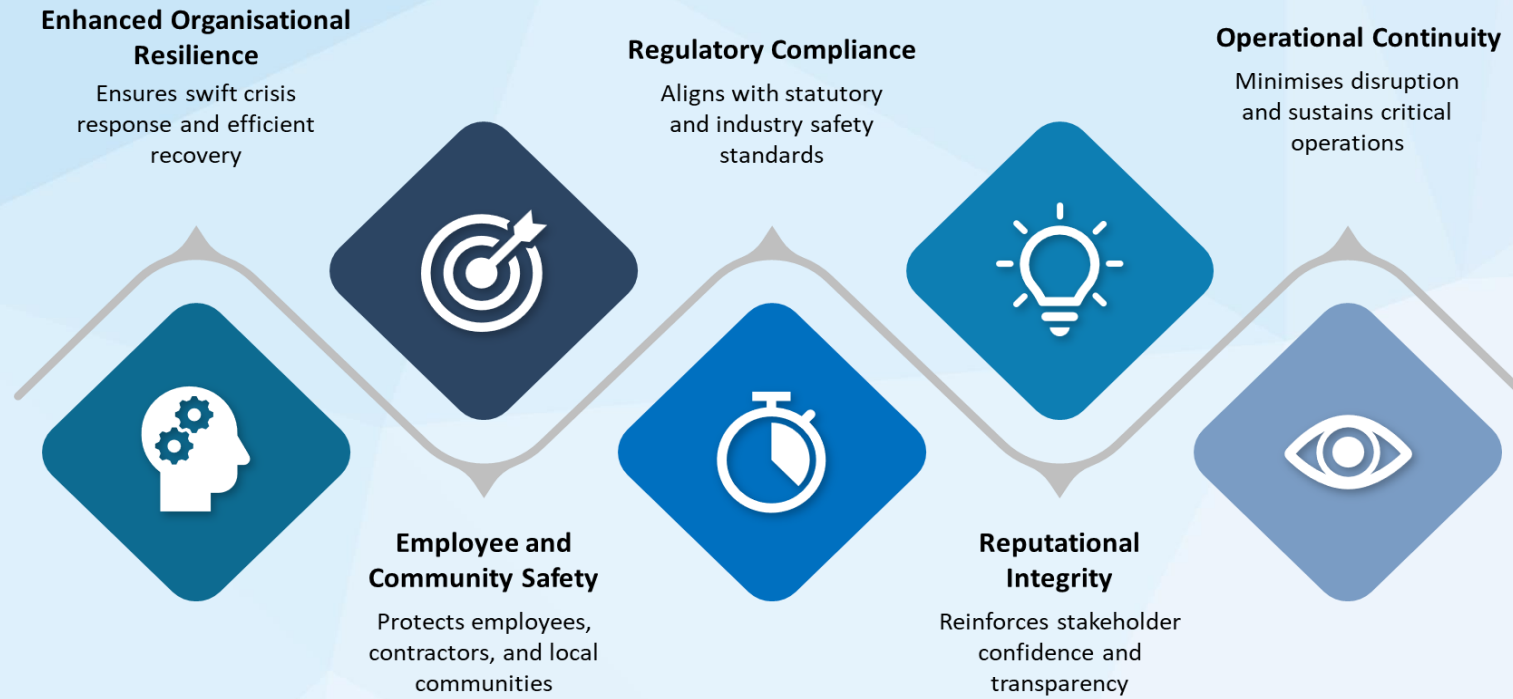 Enhanced Organisational
Resilience
Ensures swift crisis
response and efficient
recovery
Employee and
Community Safety
Protects employees,
contractors, and local
communities
Regulatory Compliance
Aligns with statutory
and industry safety
standards
Reputational
Integrity
Reinforces stakeholder
confidence and
transparency
Operational Continuity
Minimises disruption
and sustains critical
operations